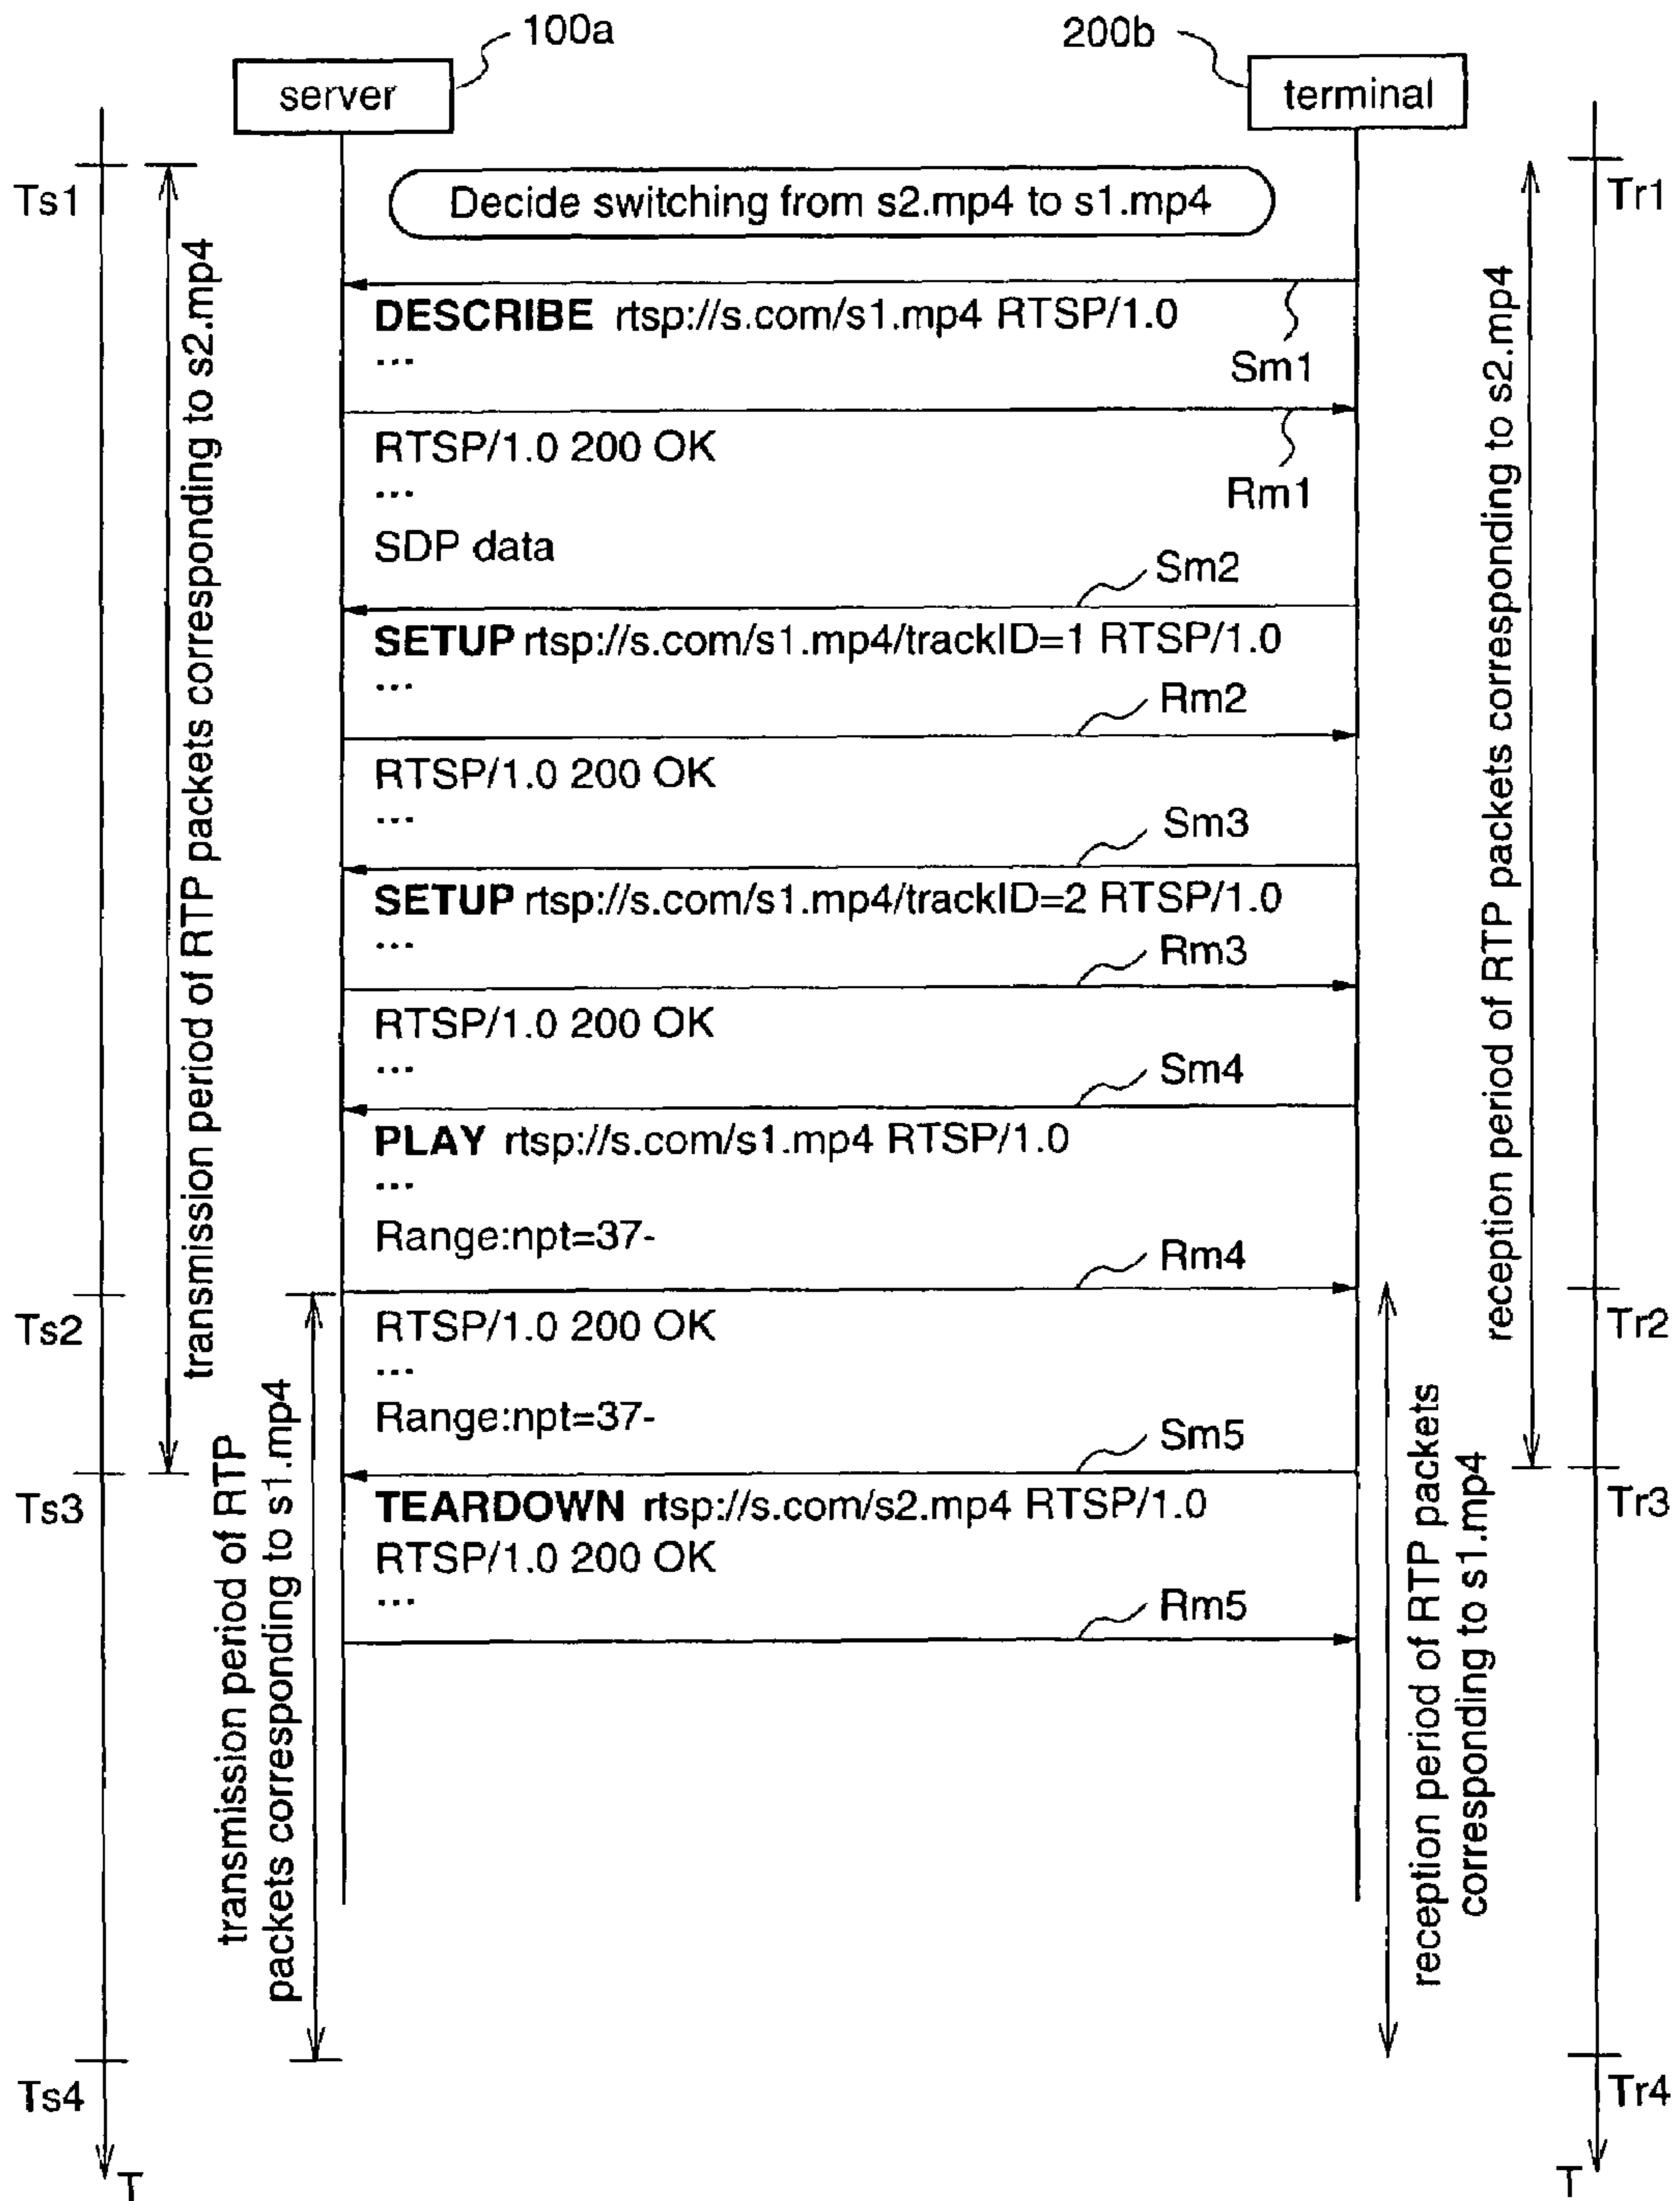 100a
200b
server
terminal
Ts1
Tr1
Decide switching from s2.mp4 to s1.mp4
transmission period of RTP packets corresponding to s2.mp4
reception period of RTP packets corresponding to s2.mp4
DESCRIBE rtsp://s.com/s1.mp4 RTSP/1.0
...
Sm1
RTSP/1.0 200 OK
...
Rm1
SDP data
Sm2
SETUP rtsp://s.com/s1.mp4/trackID=1 RTSP/1.0
...
Rm2
RTSP/1.0 200 OK
...
Sm3
SETUP rtsp://s.com/s1.mp4/trackID=2 RTSP/1.0
...
Rm3
RTSP/1.0 200 OK
...
Sm4
PLAY rtsp://s.com/s1.mp4 RTSP/1.0
...
Range:npt=37-
Rm4
Ts2
Tr2
RTSP/1.0 200 OK
...
Range:npt=37-
Sm5
transmission period of RTP
packets corresponding to s1.mp4
reception period of RTP packets
corresponding to s1.mp4
Ts3
Tr3
TEARDOWN rtsp://s.com/s2.mp4 RTSP/1.0
RTSP/1.0 200 OK
...
Rm5
Ts4
Tr4
T
T